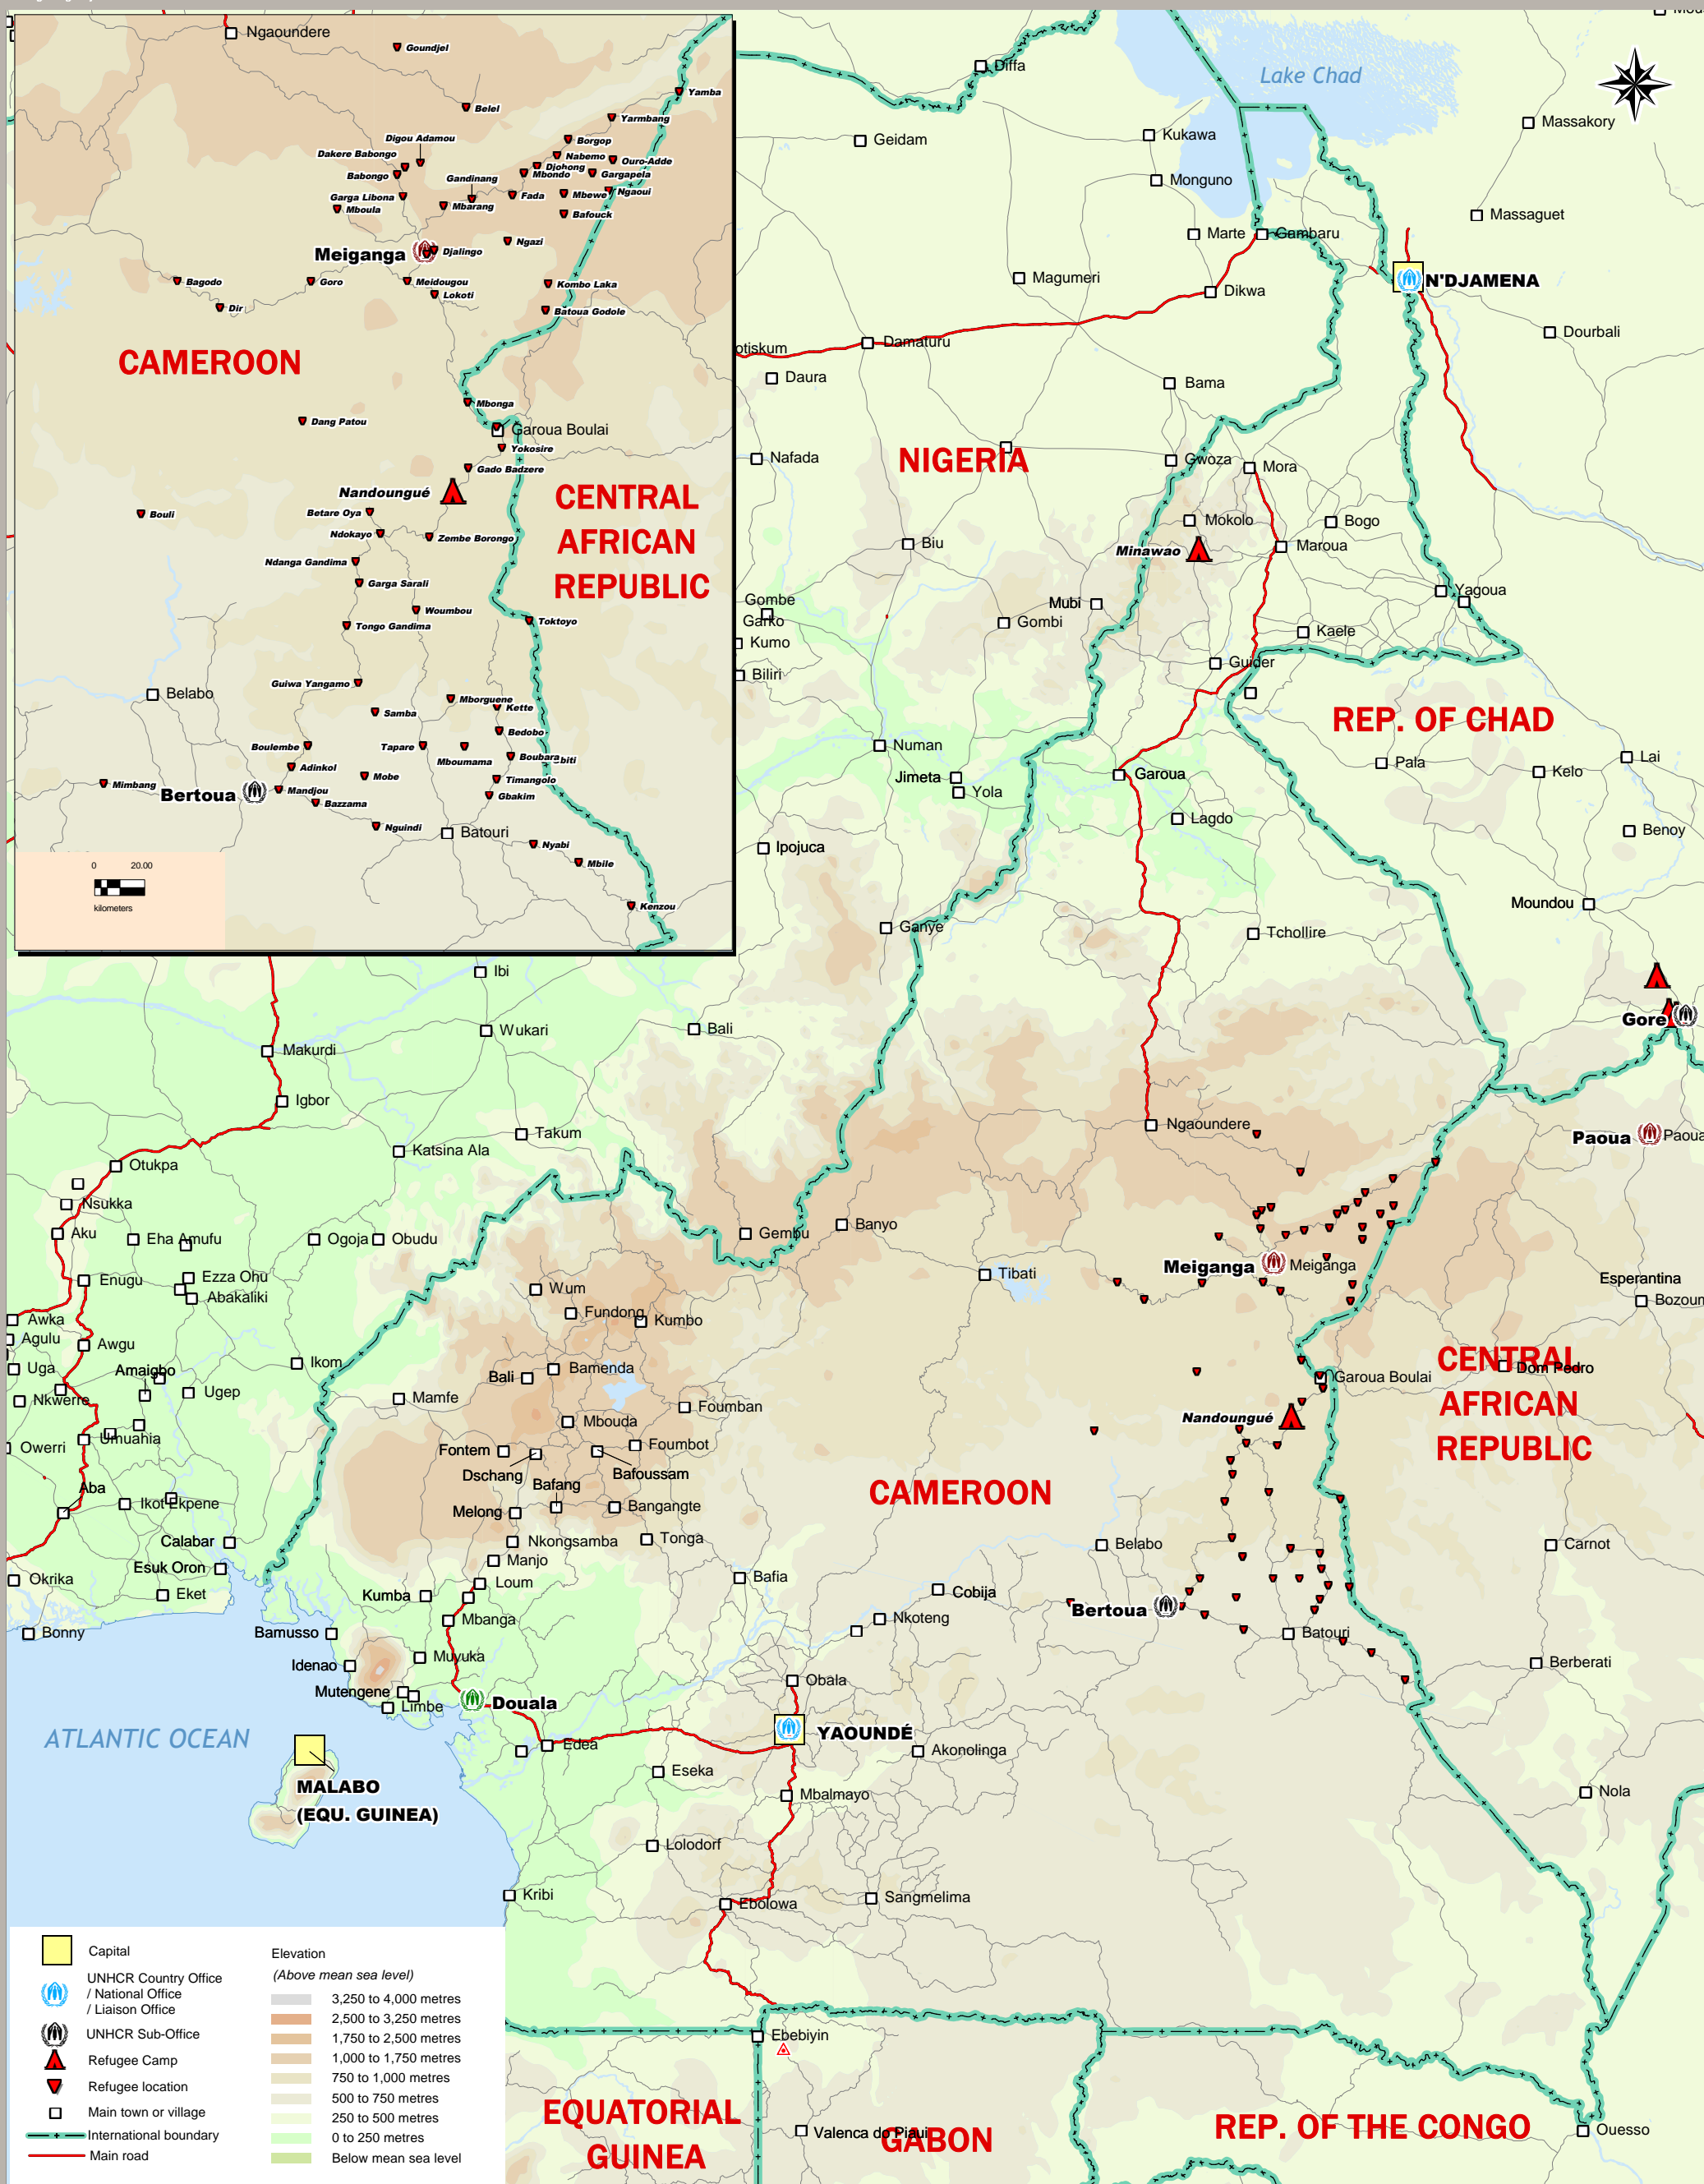 Ngaoundere
Goundjel
Belel
Yamba
Yarmbang
Digou Adamou
Borgop
Dakere Babongo
Nabemo
Ouro-Adde
Djohong
Babongo
Mbondo
Gargapela
Gandinang
Garga Libona
Fada
Mbewe
Ngaoui
Mboula
Mbarang
Bafouck
Ngazi
Meiganga
Djalingo
Bagodo
Goro
Meidougou
Kombo Laka
Lokoti
Dir
Batoua Godole
CAMEROON
Mbonga
Dang Patou
Garoua Boulai
Yokosire
Gado Badzere
Nandoungué
CENTRAL
AFRICAN
REPUBLIC
Betare Oya
Bouli
Ndokayo
Zembe Borongo
Ndanga Gandima
Garga Sarali
Woumbou
Toktoyo
Tongo Gandima
Guiwa Yangamo
Belabo
Mborguene
Kette
Samba
Bedobo
Boulembe
Tapare
Mboumama
Boubara
biti
Adinkol
Mobe
Timangolo
Mimbang
Bertoua
Mandjou
Gbakim
Bazzama
Nguindi
Batouri
Nyabi
Mbile
0 20.00
kilometers
Kenzou
Lake Chad
Diffa
Massakory
Kukawa
Geidam
Monguno
Massaguet
Marte
Gambaru
Magumeri
Dikwa
N'DJAMENA
Dourbali
otiskum
Damaturu
Daura
Bama
NIGERIA
Nafada
Gwoza
Mora
Mokolo
Bogo
Biu
Minawao
Maroua
Yagoua
Gombe
Mubi
Garko
Gombi
Kaele
Kumo
Guider
Biliri
REP. OF CHAD
Numan
Lai
Pala
Kelo
Jimeta
Garoua
Yola
Lagdo
Benoy
Ipojuca
Moundou
Ganye
Tchollire
Ibi
Wukari
Bali
Gore
Makurdi
Igbor
Ngaoundere
Takum
Paoua
Paoua
Katsina Ala
Otukpa
Nsukka
Banyo
Aku
Eha Amufu
Ogoja
Obudu
Gembu
Meiganga
Meiganga
Enugu
Ezza Ohu
Tibati
Esperantina
Abakaliki
Wum
Bozoum
Awka
Fundong
Kumbo
Agulu
Awgu
Uga
Amaigbo
Ikom
Bamenda
CENTRAL
AFRICAN
REPUBLIC
Dom Pedro
Bali
Garoua Boulai
Nkwerre
Ugep
Mamfe
Foumban
Mbouda
Nandoungué
Owerri
Umuahia
Fontem
Foumbot
Dschang
Bafoussam
Aba
Bafang
CAMEROON
Ikot Ekpene
Melong
Bangangte
Calabar
Nkongsamba
Tonga
Belabo
Carnot
Esuk Oron
Manjo
Okrika
Loum
Bafia
Eket
Kumba
Cobija
Mbanga
Nkoteng
Bertoua
Bonny
Bamusso
Batouri
Muyuka
Idenao
Berberati
Obala
Mutengene
Limbe
Douala
ATLANTIC OCEAN
YAOUNDÉ
Edea
Akonolinga
Eseka
MALABO
(EQU. GUINEA)
Mbalmayo
Nola
Lolodorf
Kribi
Ebolowa
Sangmelima
Capital
UNHCR Country Office
/ National Office
/ Liaison Office
UNHCR Sub-Office
Refugee Camp
Refugee location
Main town or village
International boundary
Main road
Elevation
(Above mean sea level)
3,250 to 4,000 metres
2,500 to 3,250 metres
1,750 to 2,500 metres
1,000 to 1,750 metres
750 to 1,000 metres
500 to 750 metres
250 to 500 metres
0 to 250 metres
Below mean sea level
Ebebiyin
EQUATORIAL
GUINEA
Valenca do Piaui
GABON
REP. OF THE CONGO
Ouesso